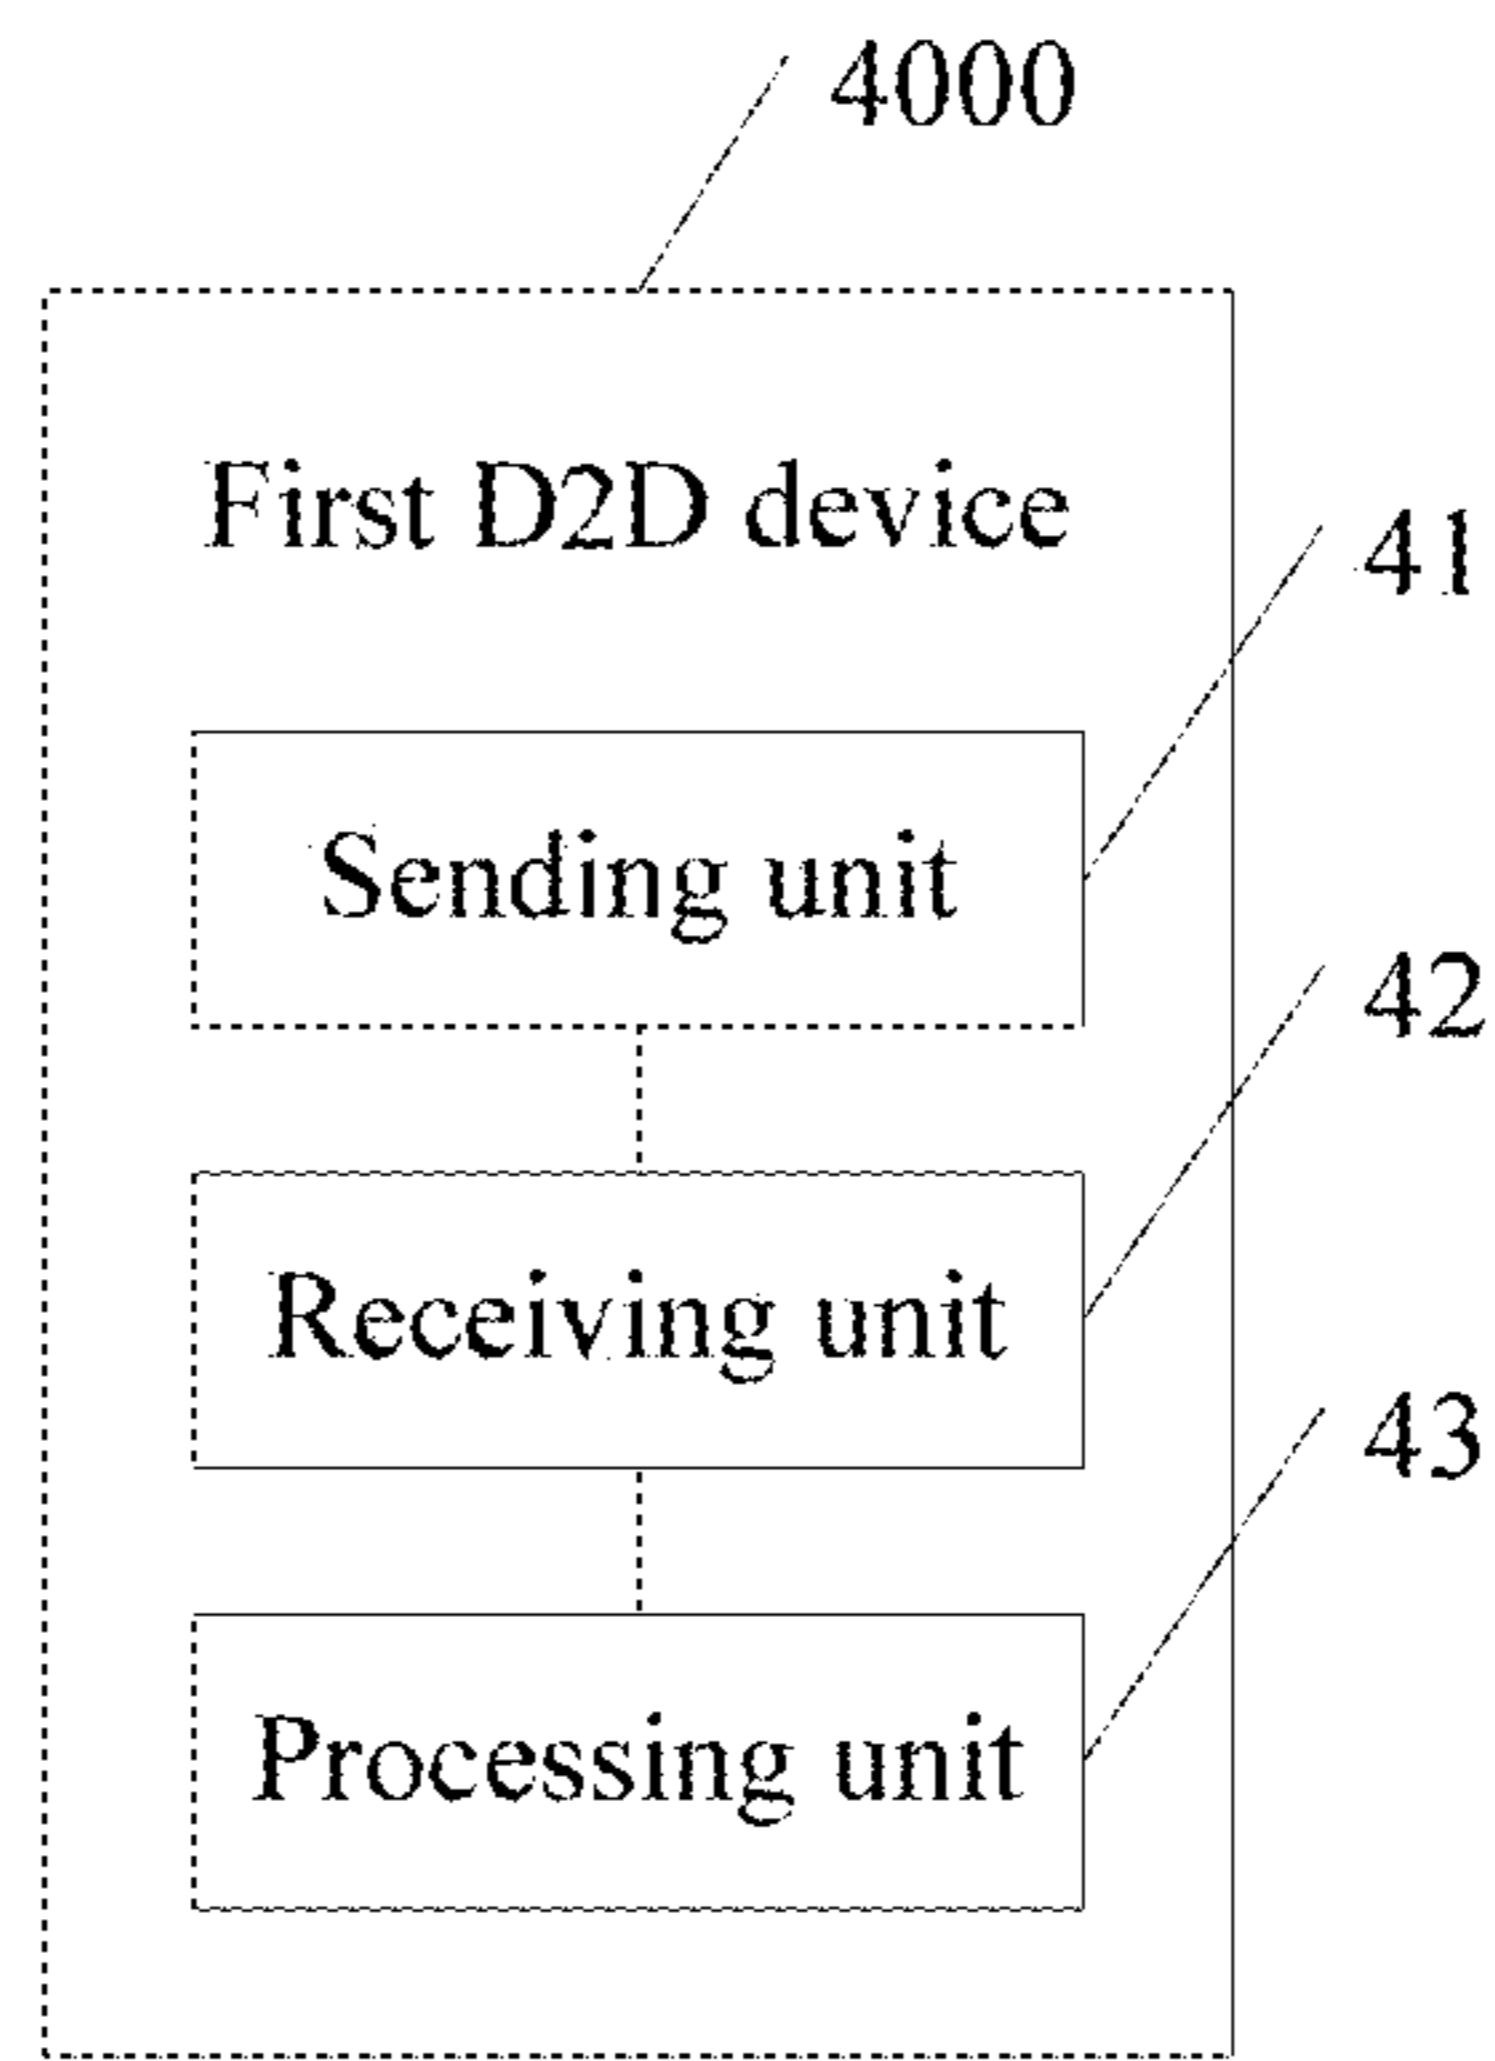 4000
First D2D device
41
Sending unit
42
Receiving unit
43
Processing unit